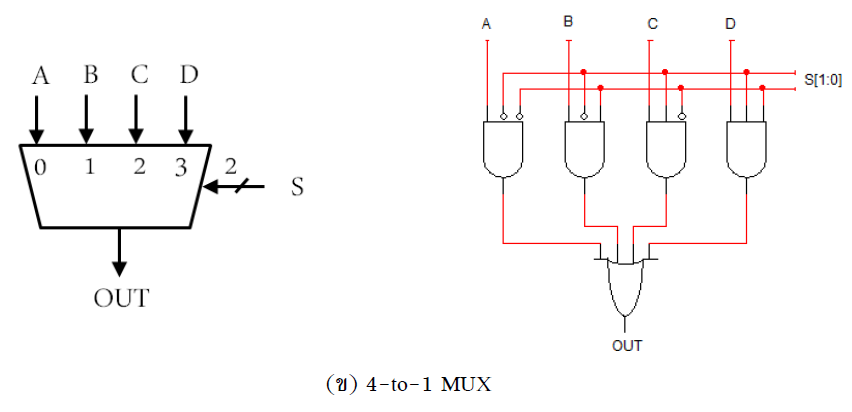 A B C D
0 1 2 3
2
S
OUT
A B C D
S[1:0]
OUT
(ข) 4-to-1 MUX